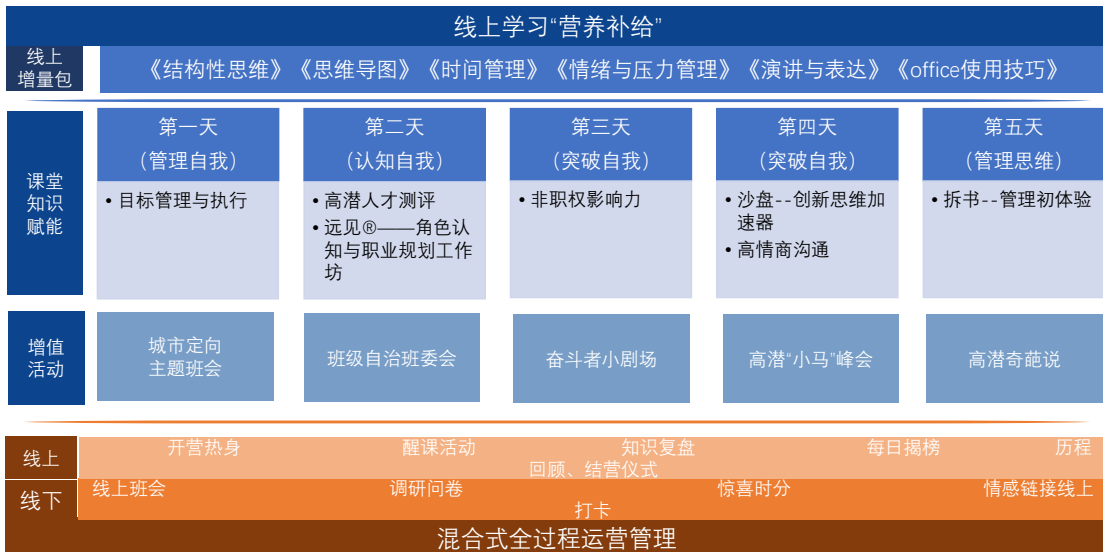 线上学习“营养补给”
线上
增量包
《结构性思维》《思维导图》《时间管理》《情绪与压力管理》《演讲与表达》《office使用技巧》
课堂
知识
赋能
第一天
（管理自我）
• 目标管理与执行
第二天
（认知自我）
• 高潜人才测评
• 远见®——角色认
知与职业规划工作
坊
第三天
（突破自我）
• 非职权影响力
第四天
（突破自我）
• 沙盘--创新思维加
速器
• 高情商沟通
第五天
（管理思维）
• 拆书--管理初体验
增值
活动
城市定向
主题班会
班级自治班委会
奋斗者小剧场
高潜“小马”峰会
高潜奇葩说
线上
开营热身 醒课活动 知识复盘 每日揭榜 历程
回顾、结营仪式
线下
线上班会 调研问卷 惊喜时分 情感链接线上
打卡
混合式全过程运营管理